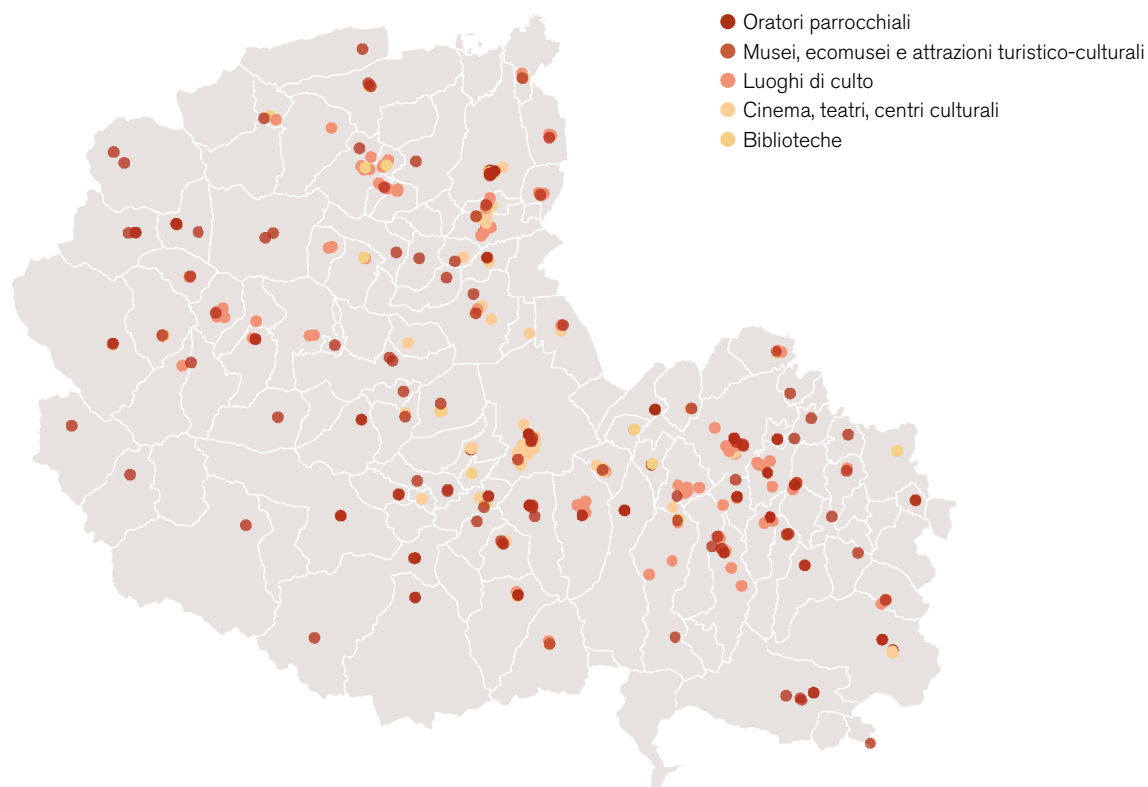 Oratori parrocchiali
Musei, ecomusei e attrazioni turistico-culturali
Luoghi di culto
Cinema, teatri, centri culturali
Biblioteche